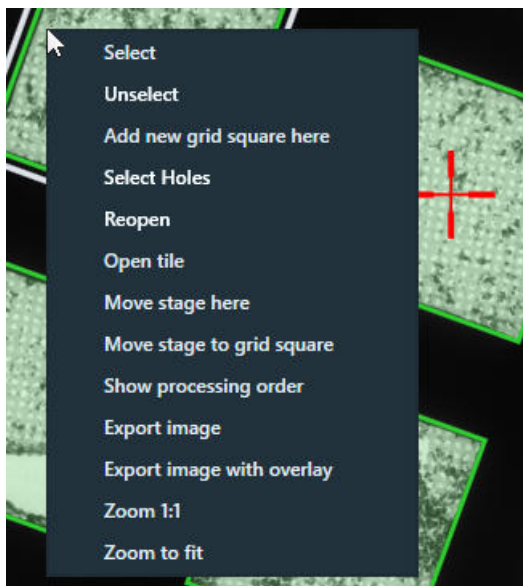 Select
Unselect
Add new grid square here
Select Holes
Reopen
Open tile
Move stage here
Move stage to grid square
Show processing order
Export image
Export image with overlay
Zoom 1:1
Zoom to fit